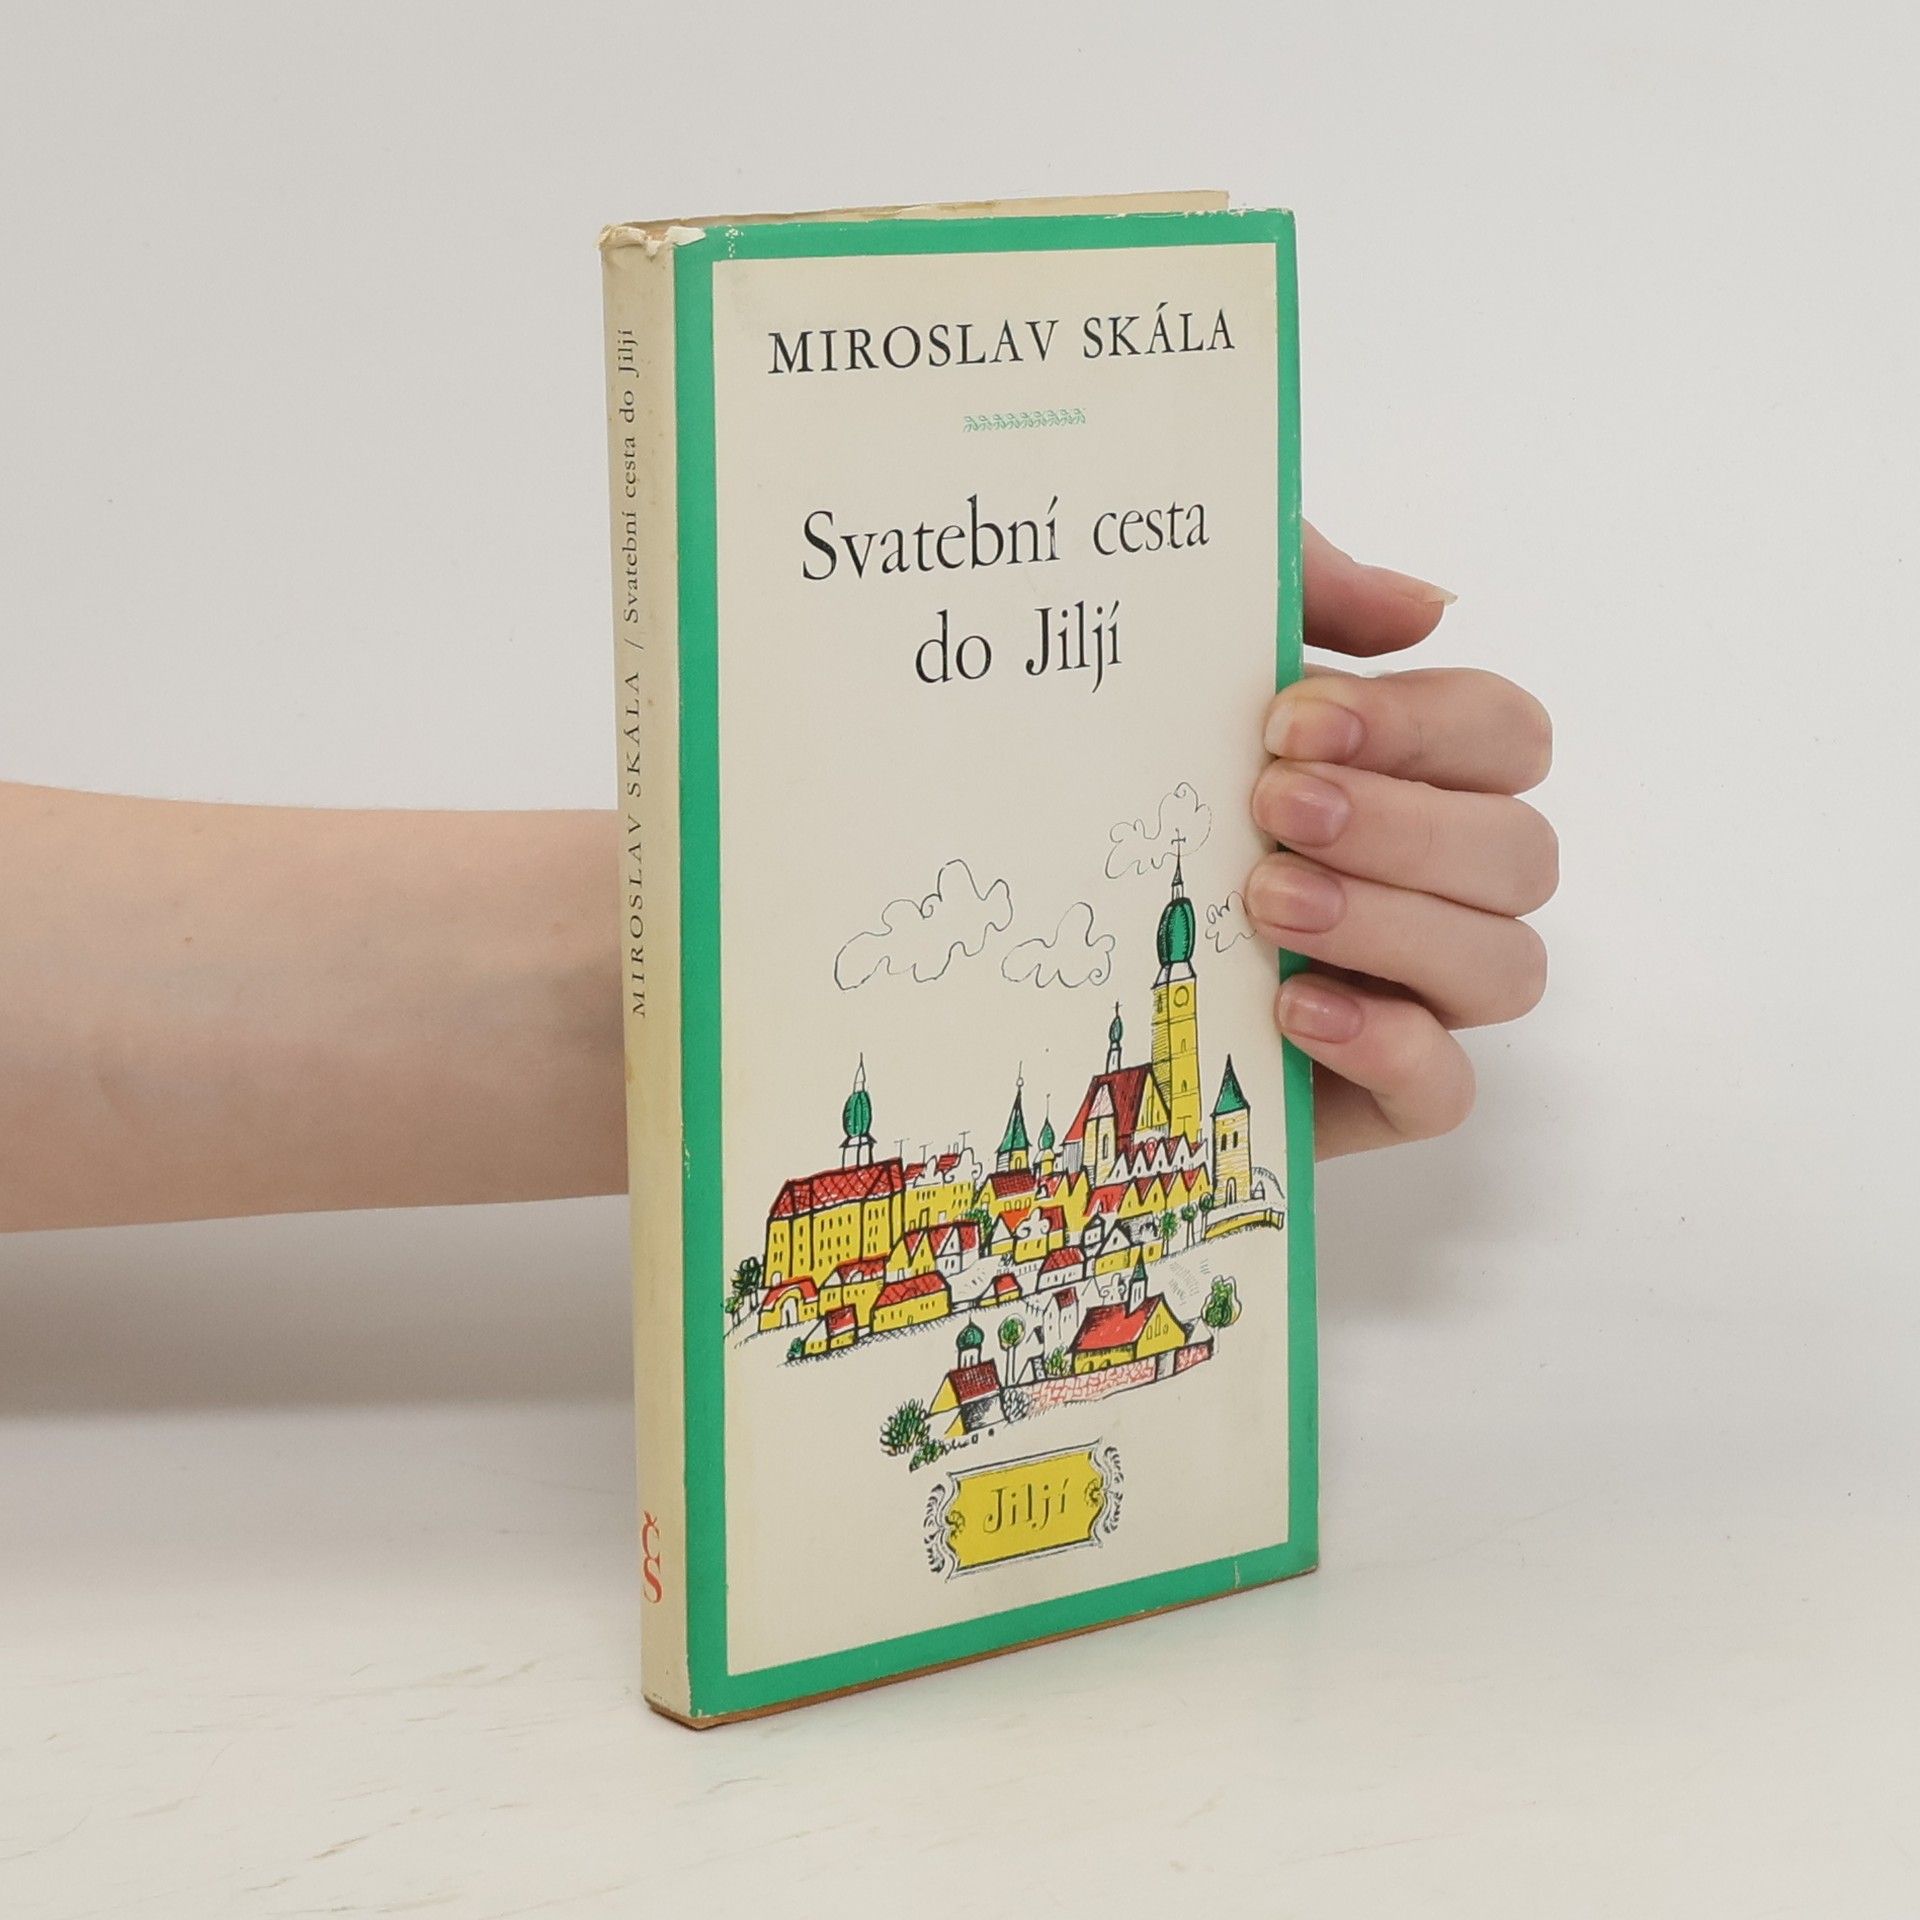 MIROSLAV SKÁLA
Svatební cesta
do Jiljí
Jiljí
MIROSLAV SKÁLA / Svatební cesta do Jiljí
ČS